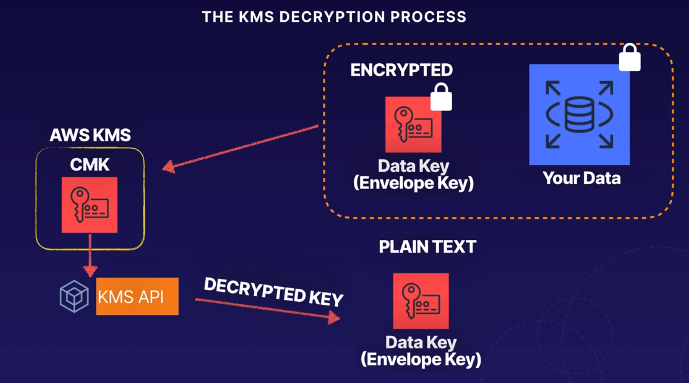 THE KMS DECRYPTION PROCESS
ENCRYPTED
Data Key
(Envelope Key)
Your Data
AWS KMS
CMK
KMS API
DECRYPTED KEY
PLAIN TEXT
Data Key
(Envelope Key)